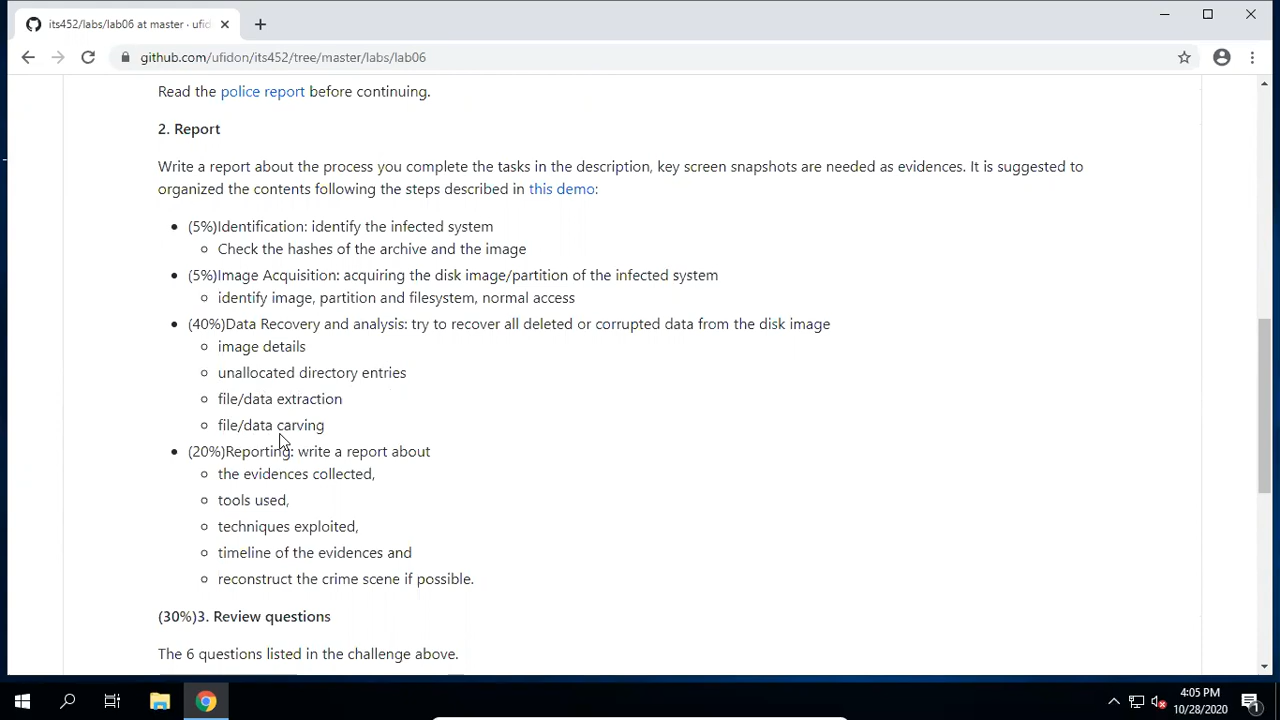 its452/labs/lab06 at master · ufid
github.com/ufidon/its452/tree/master/labs/lab06
Read the police report before continuing.
2. Report
Write a report about the process you complete the tasks in the description, key screen snapshots are needed as evidences. It is suggested to
organized the contents following the steps described in this demo:
(5%)Identification: identify the infected system
Check the hashes of the archive and the image
(5%)Image Acquisition: acquiring the disk image/partition of the infected system
identify image, partition and filesystem, normal access
(40%)Data Recovery and analysis: try to recover all deleted or corrupted data from the disk image
image details
unallocated directory entries
file/data extraction
file/data carving
(20%)Reporting: write a report about
the evidences collected,
tools used,
techniques exploited,
timeline of the evidences and
reconstruct the crime scene if possible.
(30%)3. Review questions
The 6 questions listed in the challenge above.
4:05 PM
10/28/2020
1